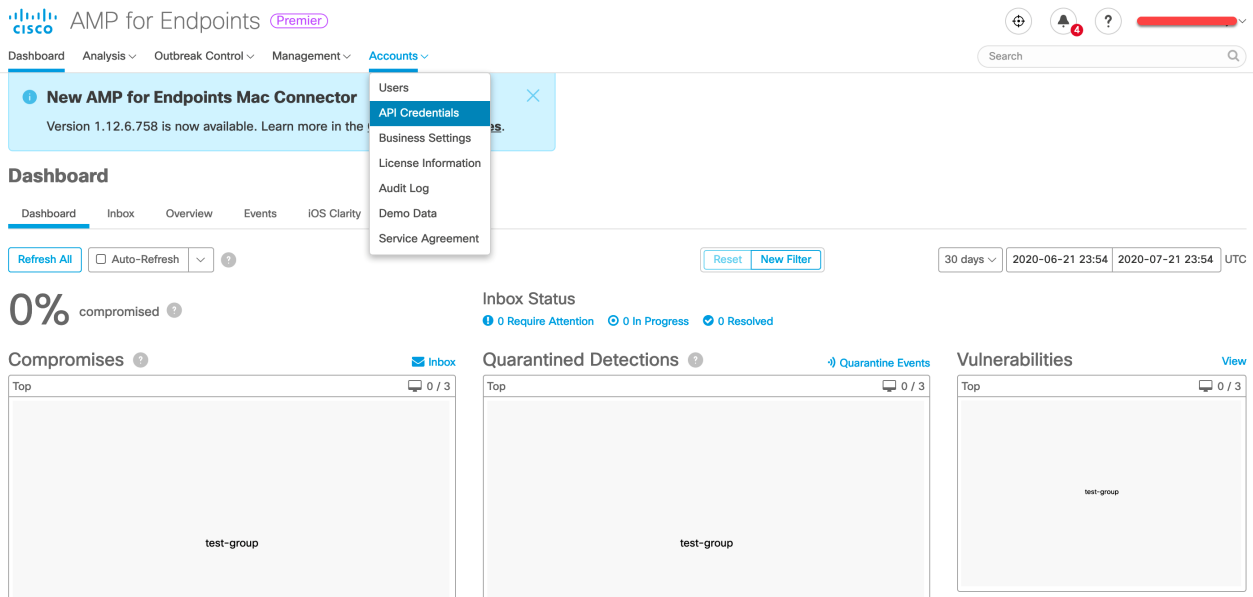 CISCO AMP for Endpoints Premier
4
Dashboard Analysis Outbreak Control Management Accounts Search
Users
API Credentials
Business Settings
License Information
Audit Log
Demo Data
Service Agreement
New AMP for Endpoints Mac Connector
Version 1.12.6.758 is now available. Learn more in the
Dashboard
Dashboard Inbox Overview Events iOS Clarity
Refresh All Auto-Refresh ? Reset New Filter 30 days 2020-06-21 23:54 2020-07-21 23:54 UTC
0% compromised ?
Inbox Status
0 Require Attention 0 In Progress 0 Resolved
Compromises ? Inbox
Top 0 / 3
test-group
Quarantined Detections ? Quarantine Events
Top 0 / 3
test-group
Vulnerabilities View
Top 0 / 3
test-group